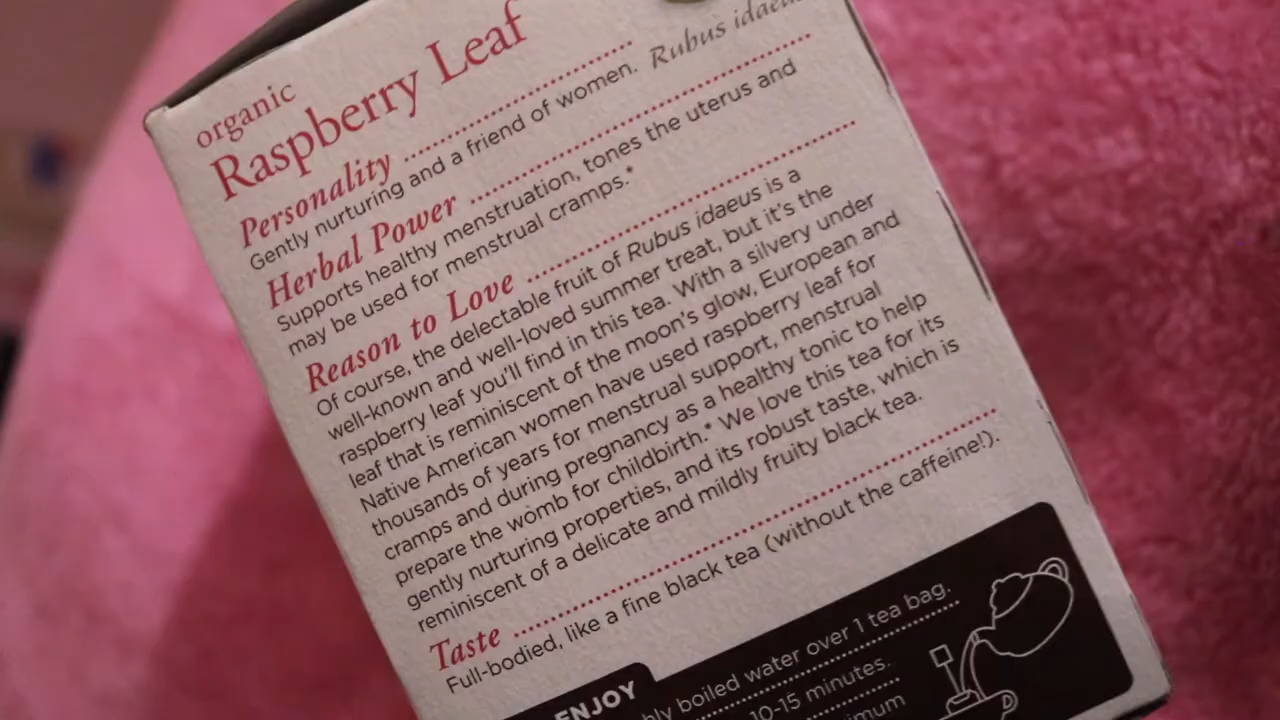 organic
Raspberry Leaf
Rubus idaeus
Personality
Gently nurturing and a friend of women.
Herbal Power
Supports healthy menstruation, tones the uterus and
may be used for menstrual cramps.*
Reason to Love
Of course, the delectable fruit of Rubus idaeus is a
well-known and well-loved summer treat, but it's the
raspberry leaf you'll find in this tea. With a silvery under
leaf that is reminiscent of the moon's glow, European and
Native American women have used raspberry leaf for
thousands of years for menstrual support, menstrual
cramps and during pregnancy as a healthy tonic to help
prepare the womb for childbirth.* We love this tea for its
gently nurturing properties, and its robust taste, which is
reminiscent of a delicate and mildly fruity black tea.
Taste
Full-bodied, like a fine black tea (without the caffeine!).
ENJOY
boiled water over 1 tea bag.
10-15 minutes.